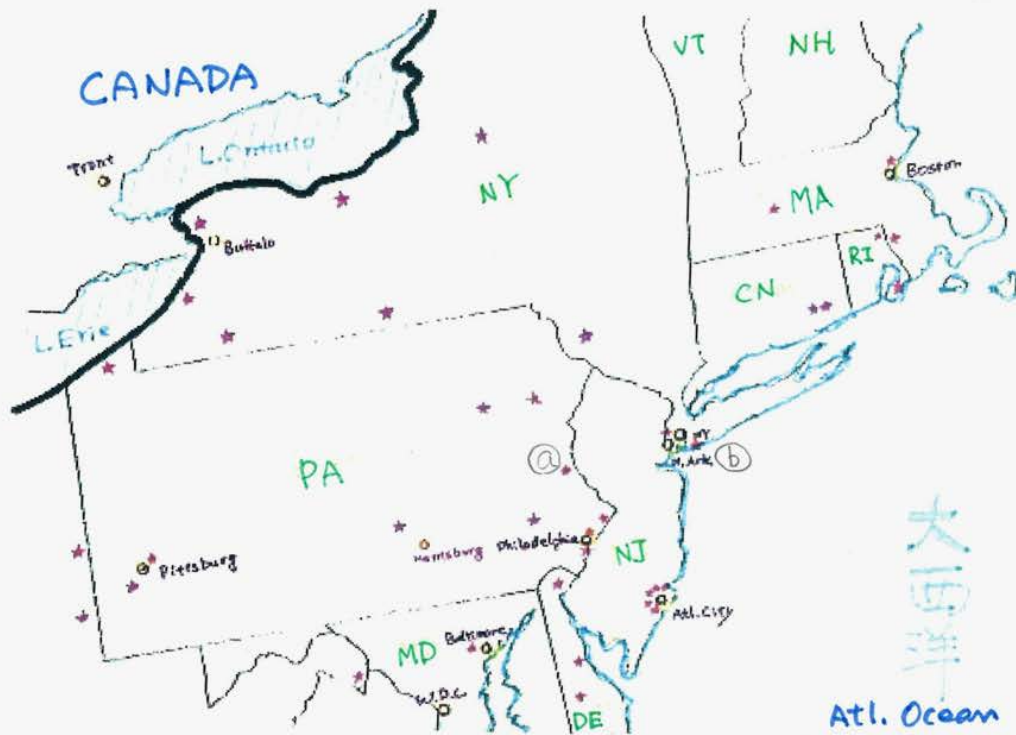 CANADA
VT
NH
L.Ontario
Tront
NY
Boston
MA
Buffalo
RI
CN
L.Erie
NY
N.Ark.
b
a
PA
Harrisburg
Philadelphia
NJ
Pittsburg
Atl. City
大西洋
MD
Baltimore
W.D.C.
DE
Atl. Ocean